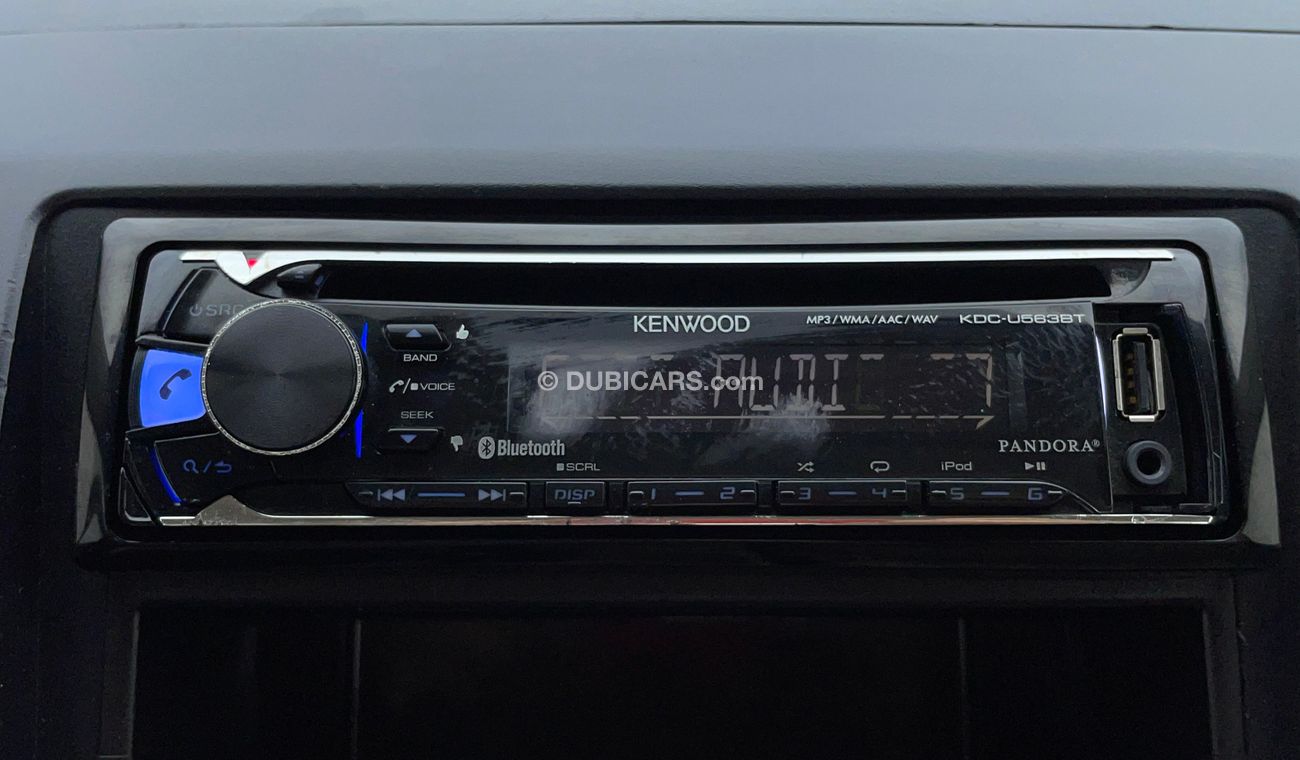 SRC
KENWOOD
MP3/WMA/AAC/WAV
KDC-U563BT
BAND
VOICE
SEEK
© DUBICARS.com
AUDI
Bluetooth
PANDORA®
SCRL
iPod
DISP
1 2
3 4
5 6